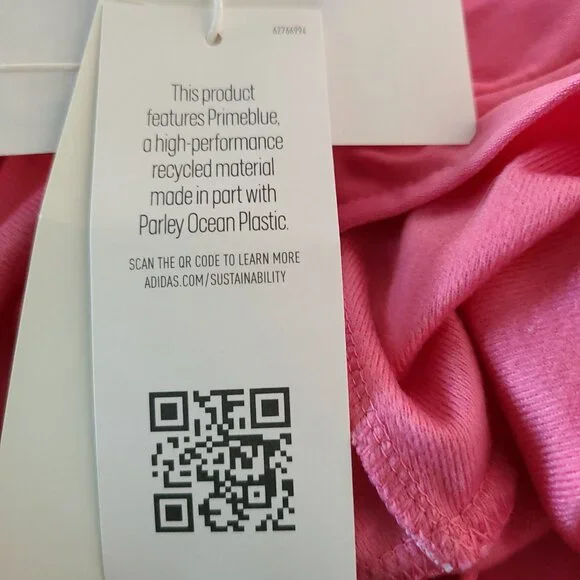 62766994
This product
features Primeblue,
a high-performance
recycled material
made in part with
Parley Ocean Plastic.
SCAN THE QR CODE TO LEARN MORE
ADIDAS.COM/SUSTAINABILITY